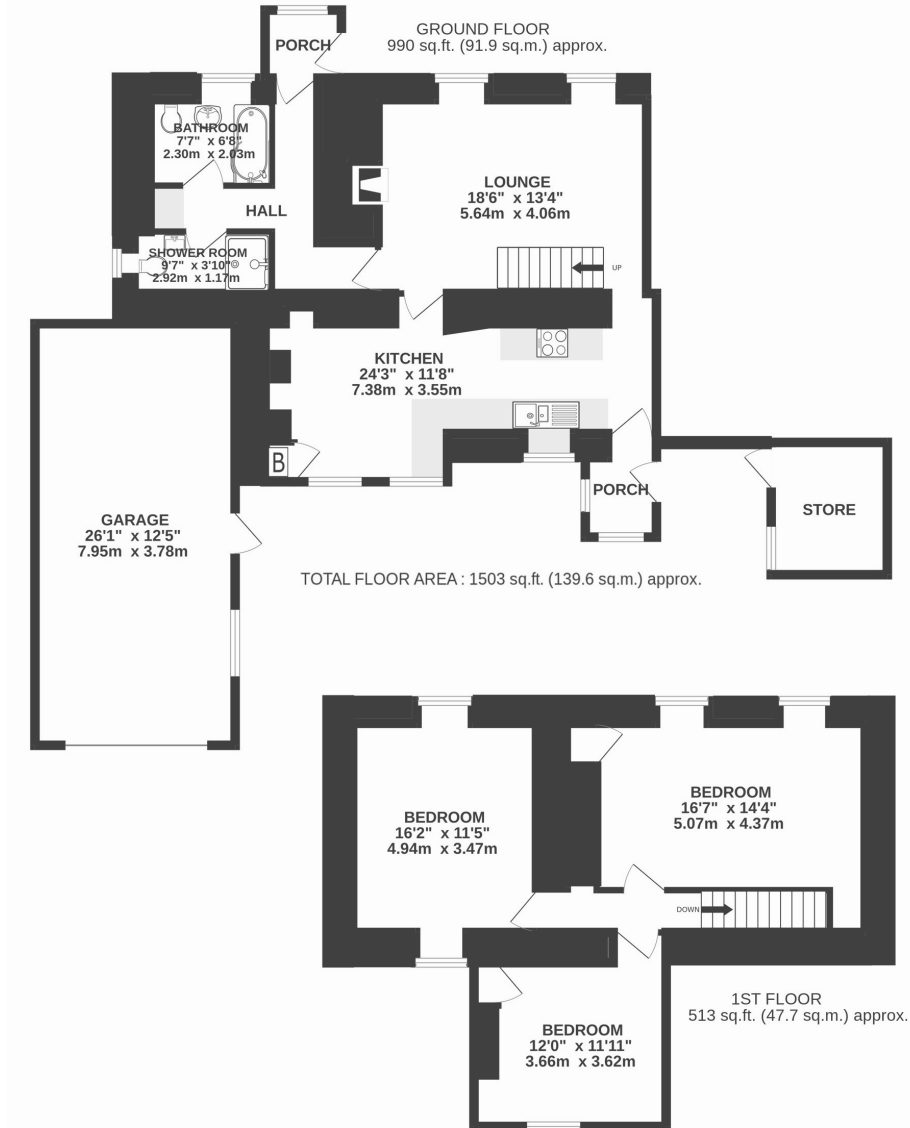 GROUND FLOOR
990 sq.ft. (91.9 sq.m.) approx.
PORCH
BATHROOM
7'7" x 6'8"
2.30m x 2.03m
LOUNGE
18'6" x 13'4"
5.64m x 4.06m
HALL
SHOWER ROOM
9'7" x 3'10"
2.92m x 1.17m
UP
KITCHEN
24'3" x 11'8"
7.38m x 3.55m
B
PORCH
STORE
GARAGE
26'1" x 12'5"
7.95m x 3.78m
TOTAL FLOOR AREA : 1503 sq.ft. (139.6 sq.m.) approx.
BEDROOM
16'2" x 11'5"
4.94m x 3.47m
BEDROOM
16'7" x 14'4"
5.07m x 4.37m
DOWN
BEDROOM
12'0" x 11'11"
3.66m x 3.62m
1ST FLOOR
513 sq.ft. (47.7 sq.m.) approx.